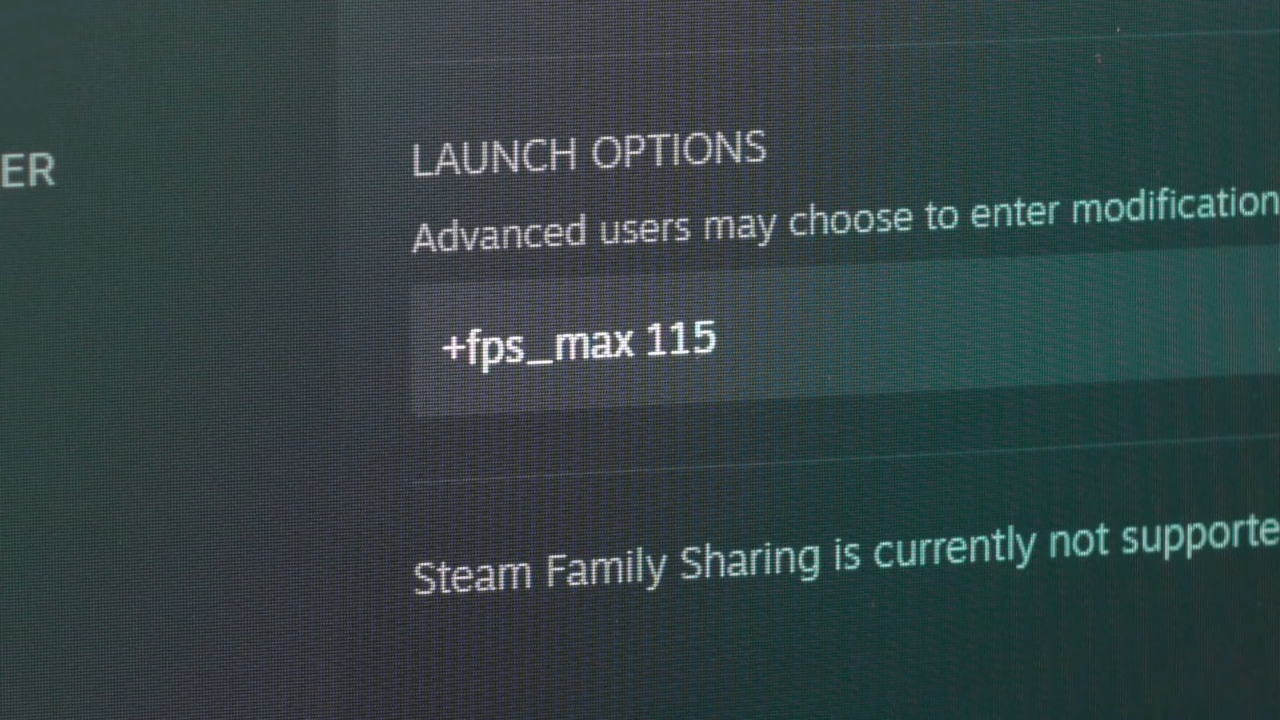 ER
LAUNCH OPTIONS
Advanced users may choose to enter modification
+fps_max 115
Steam Family Sharing is currently not supporte